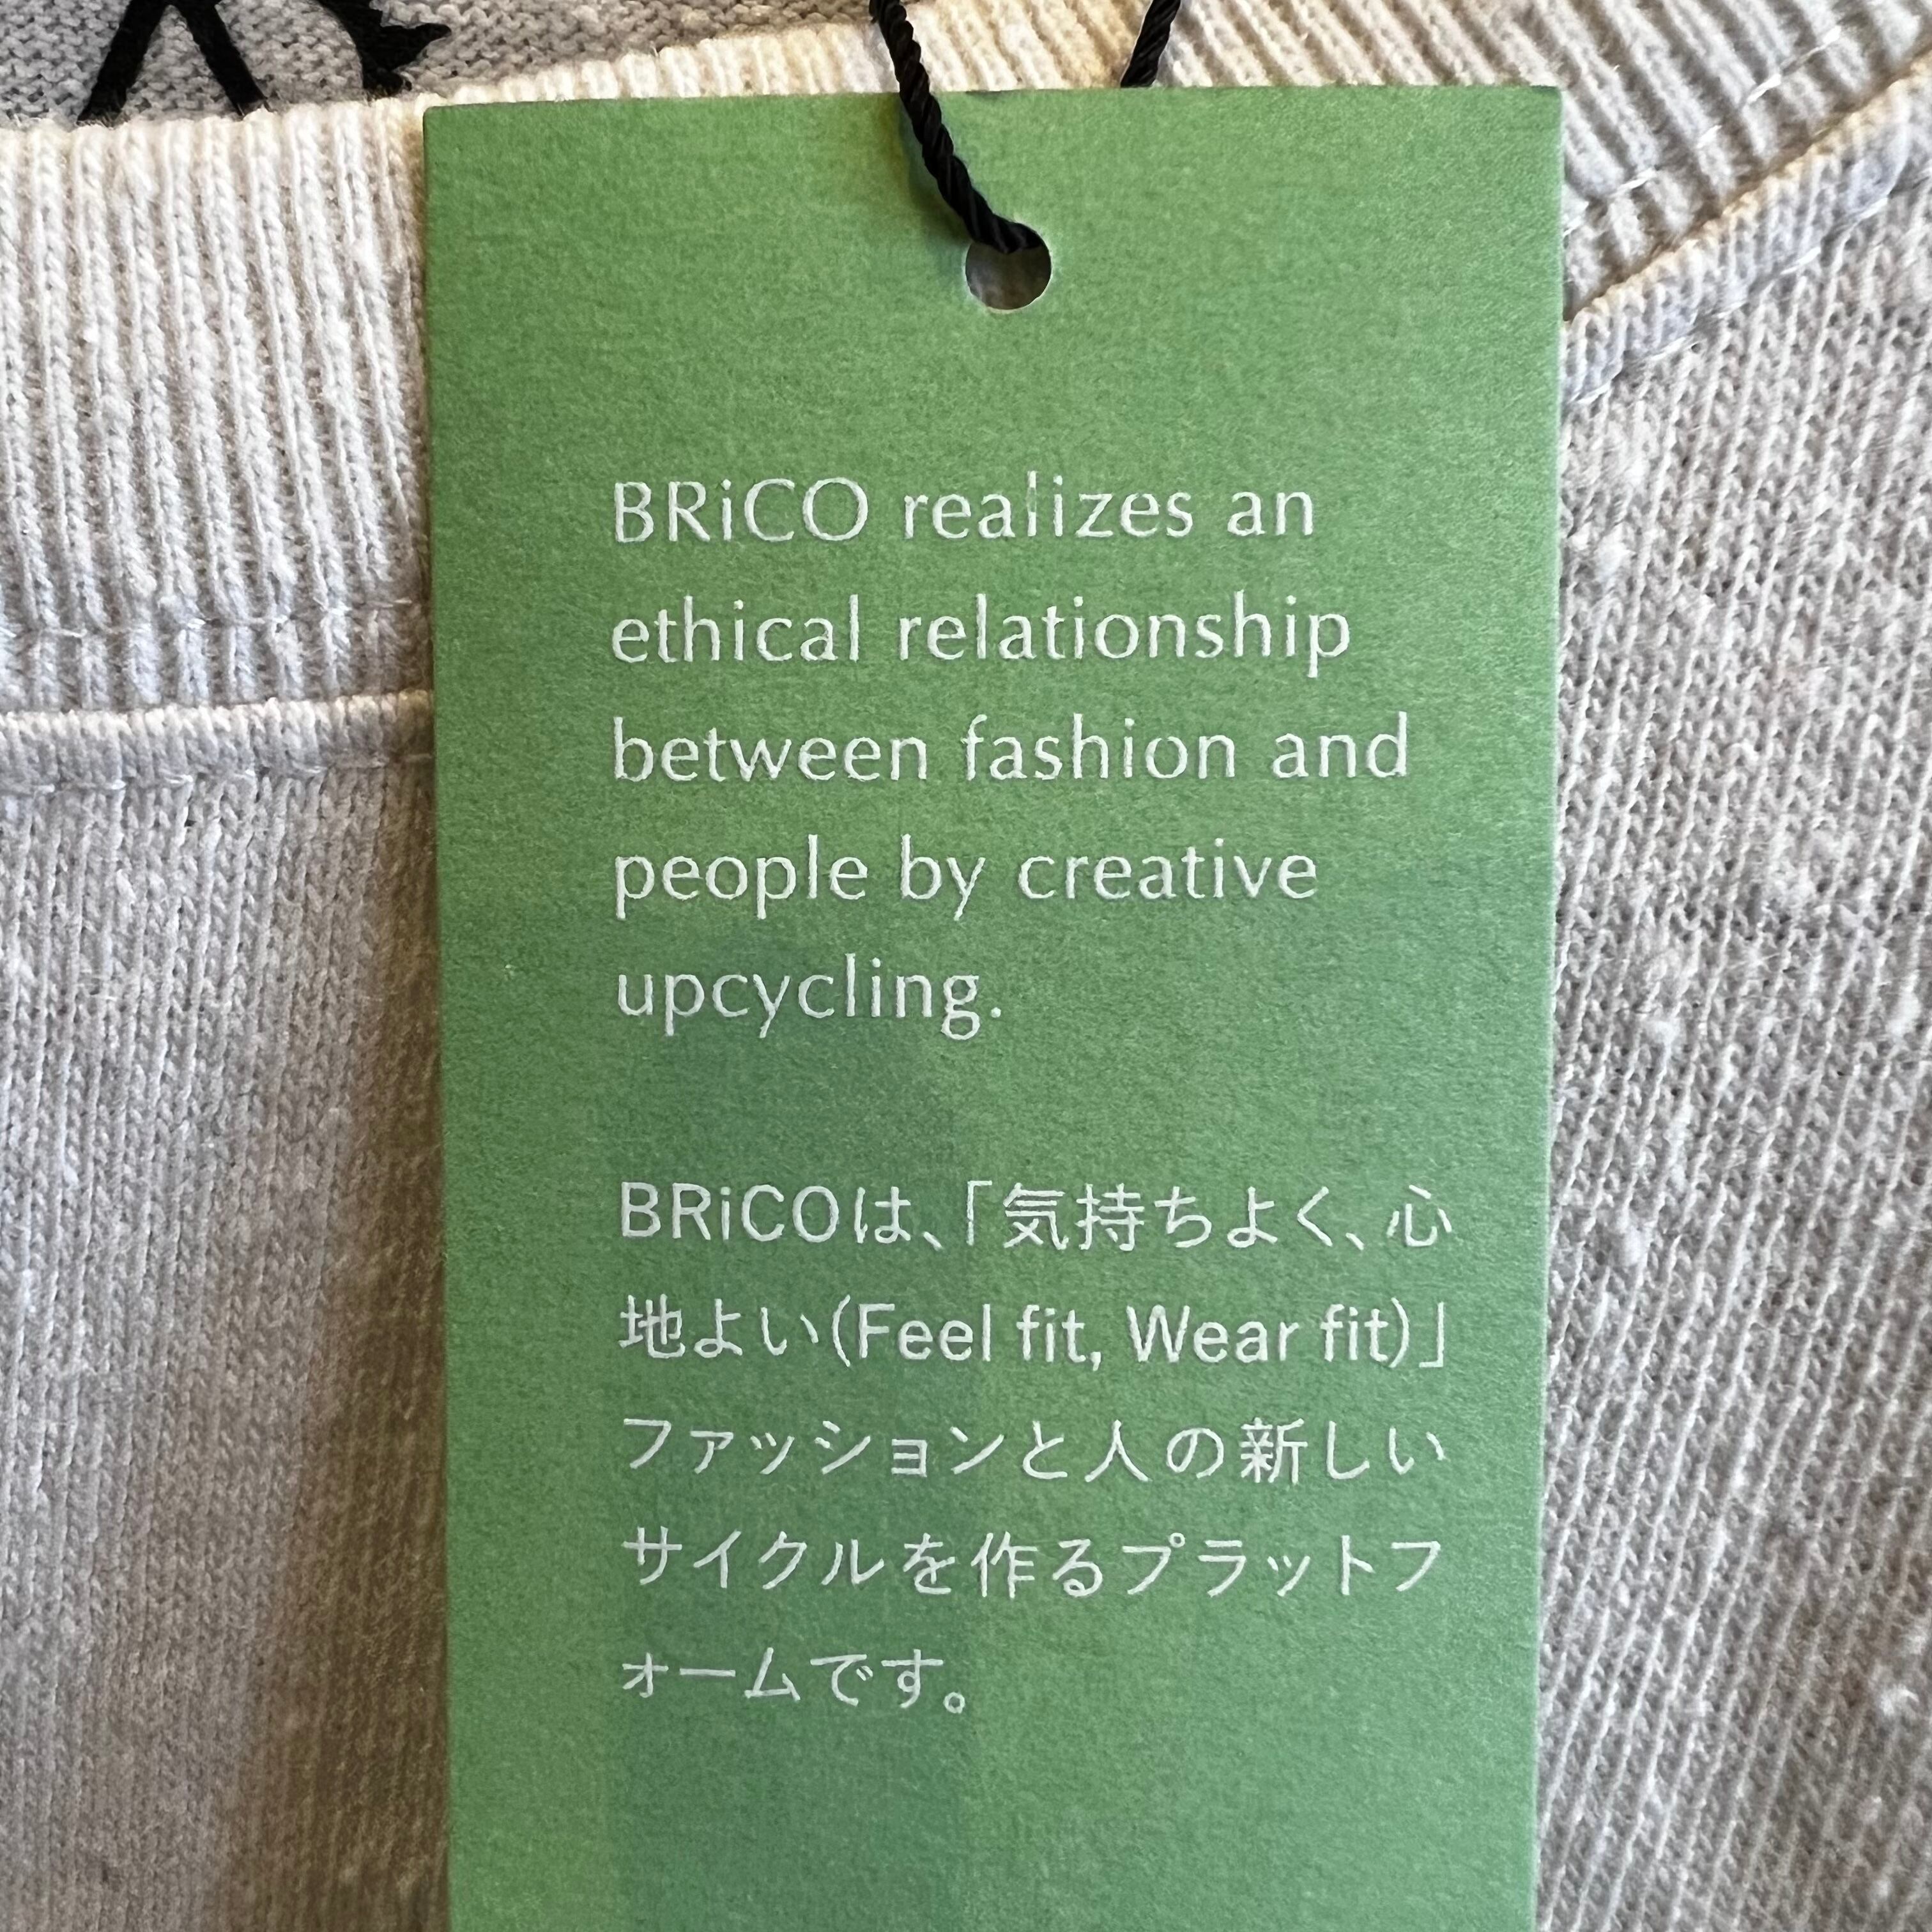 BRiCO realizes an
ethical relationship
between fashion and
people by creative
upcycling.
BRiCOは、「気持ちよく、心
地よい(Feel fit, Wear fit)」
ファッションと人の新しい
サイクルを作るプラットフ
ォームです。